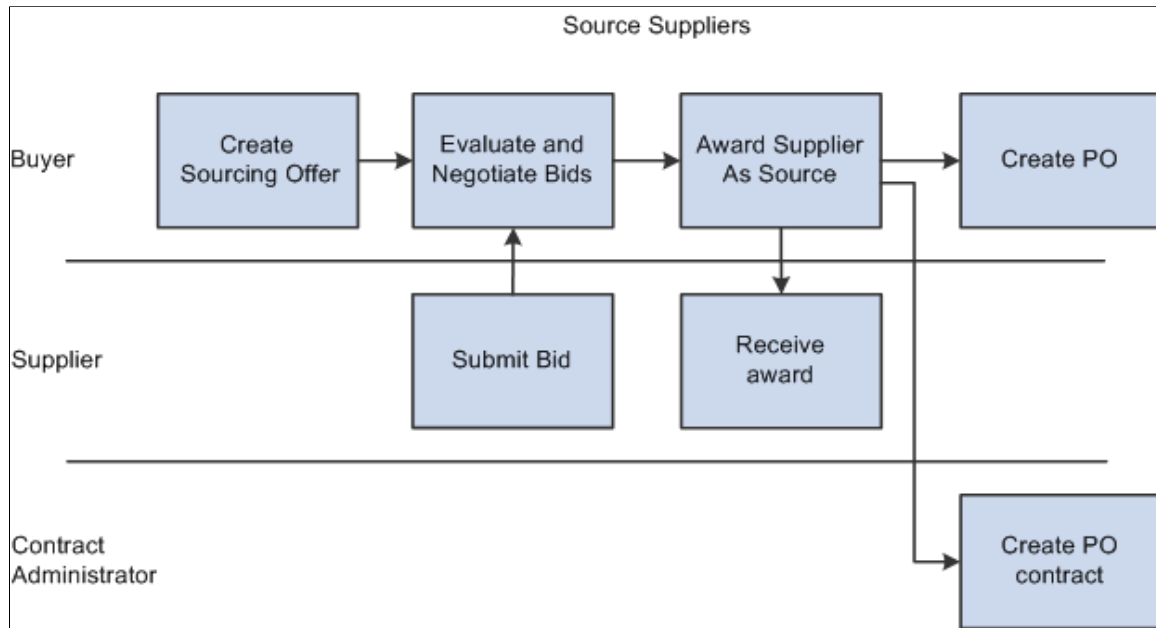 Source Suppliers
Buyer
Create
Sourcing Offer
Evaluate and
Negotiate Bids
Award Supplier
As Source
Create PO
Supplier
Submit Bid
Receive
award
Contract
Administrator
Create PO
contract